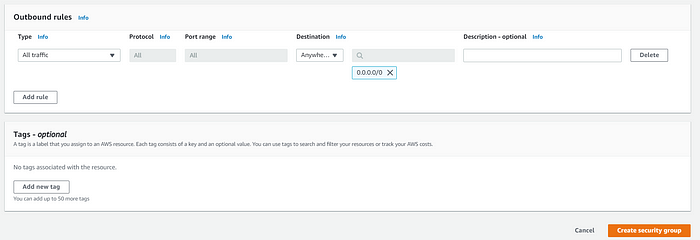 Outbound rules Info
Type Info Protocol Info Port range Info Destination Info Description - optional Info
All traffic All All Anywhe... Delete
0.0.0.0/0
Add rule
Tags - optional
A tag is a label that you assign to an AWS resource. Each tag consists of a key and an optional value. You can use tags to search and filter your resources or track your AWS costs.
No tags associated with the resource.
Add new tag
You can add up to 50 more tags
Cancel Create security group